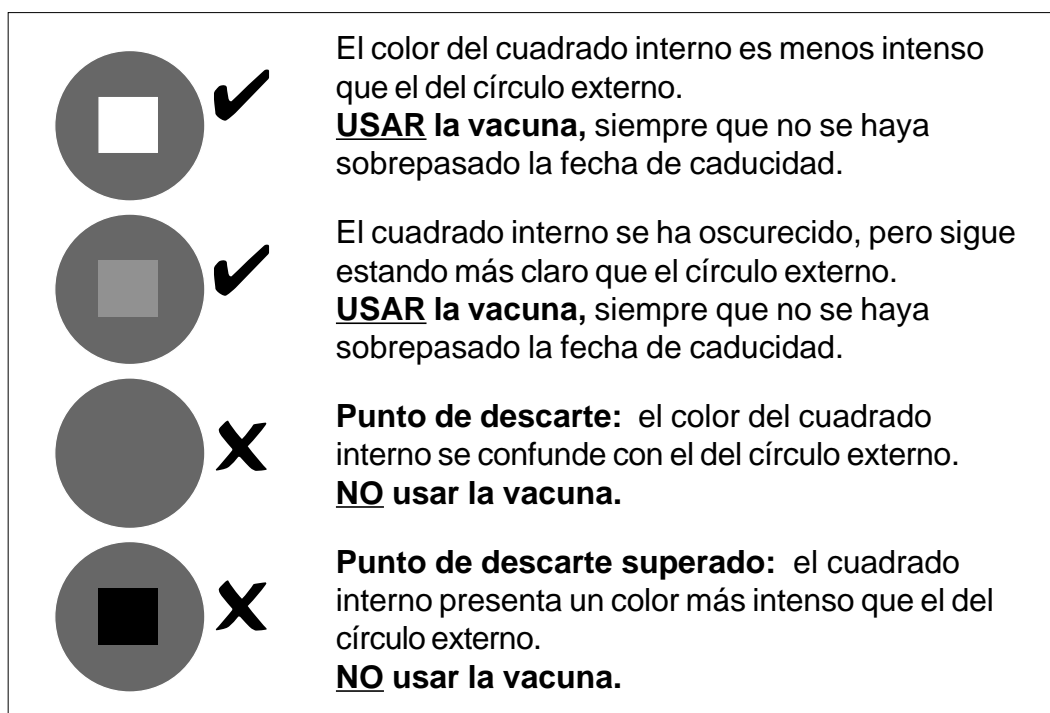 El color del cuadrado interno es menos intenso
que el del círculo externo.
USAR la vacuna, siempre que no se haya
sobrepasado la fecha de caducidad.
El cuadrado interno se ha oscurecido, pero sigue
estando más claro que el círculo externo.
USAR la vacuna, siempre que no se haya
sobrepasado la fecha de caducidad.
Punto de descarte: el color del cuadrado
interno se confunde con el del círculo externo.
NO usar la vacuna.
Punto de descarte superado: el cuadrado
interno presenta un color más intenso que el del
círculo externo.
NO usar la vacuna.